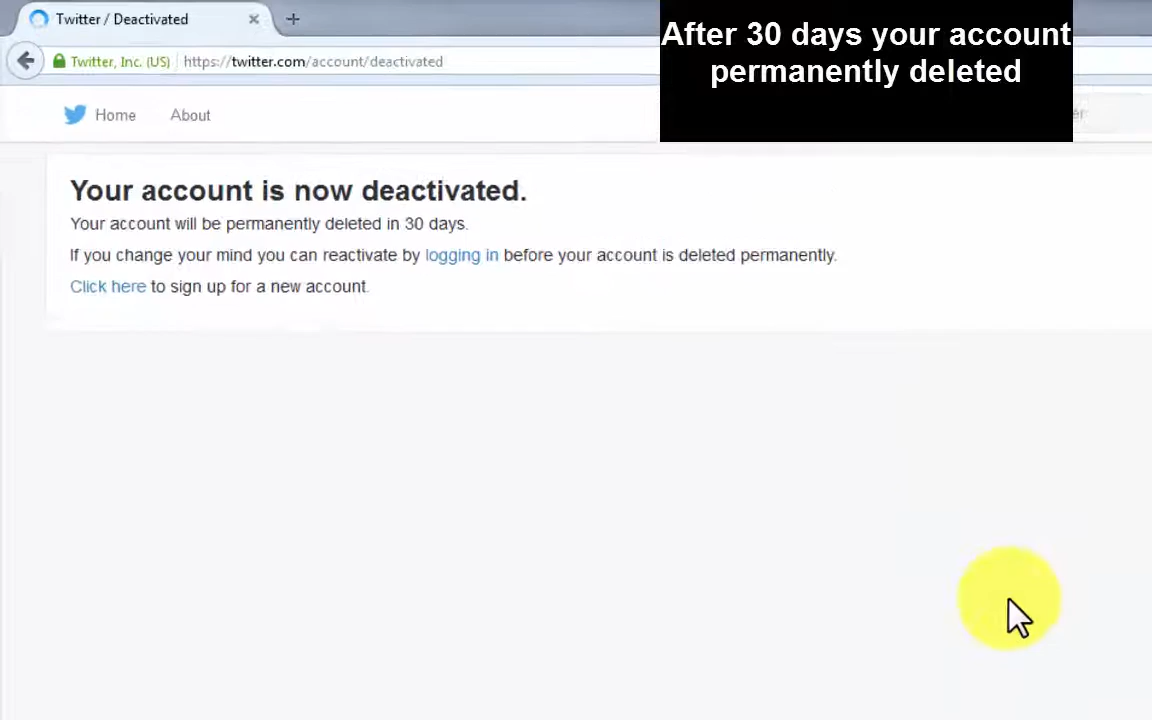 Twitter / Deactivated
Twitter, Inc. (US) https://twitter.com/account/deactivated
After 30 days your account
permanently deleted
Home About
Your account is now deactivated.
Your account will be permanently deleted in 30 days.
If you change your mind you can reactivate by logging in before your account is deleted permanently.
Click here to sign up for a new account.